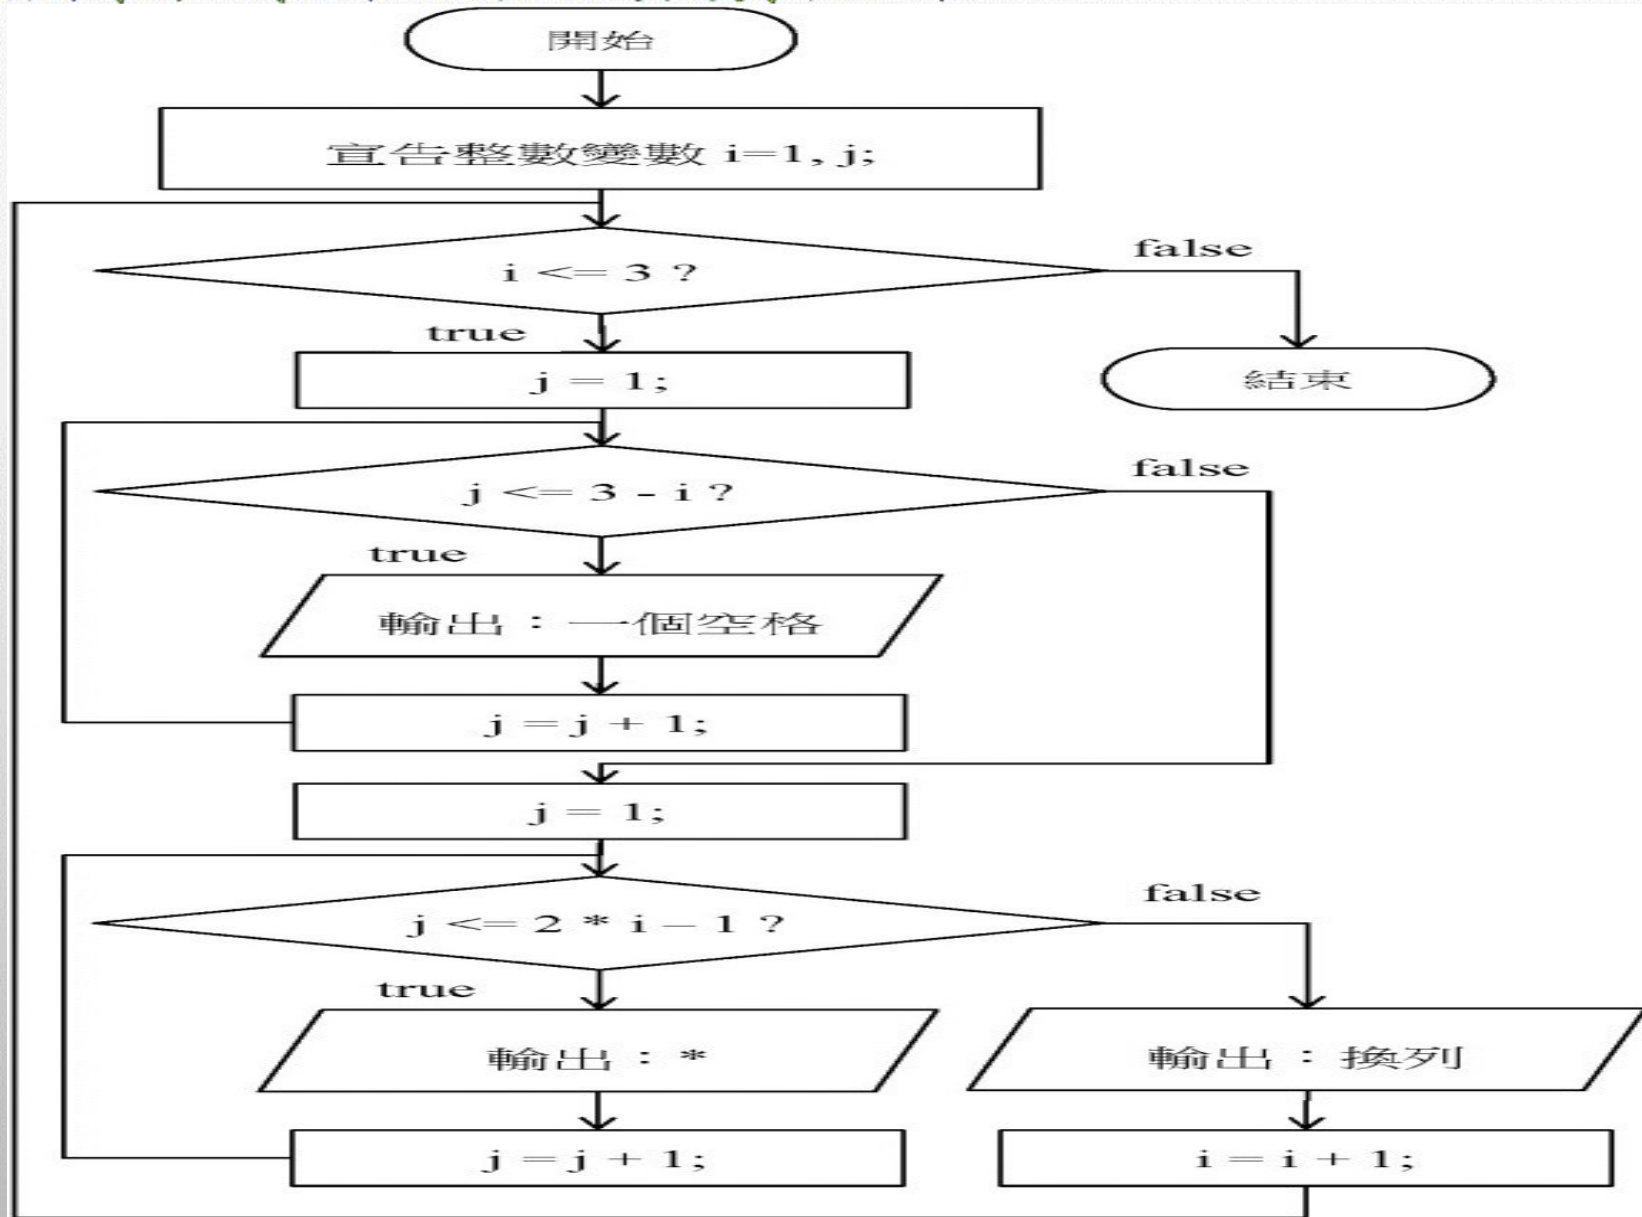 開始
宣告整數變數 i=1, j;
i <= 3 ?
false
true
j = 1;
結束
j <= 3 - i ?
false
true
輸出：一個空格
j = j + 1;
j = 1;
j <= 2 * i – 1 ?
false
true
輸出：*
輸出：換列
j = j + 1;
i = i + 1;